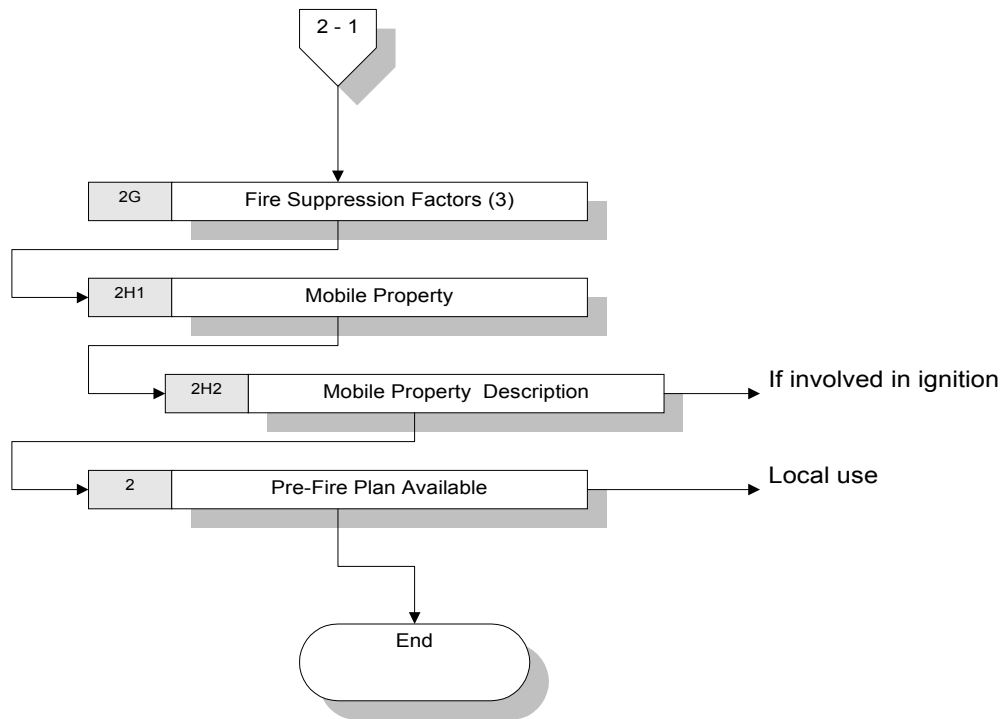 2 - 1
2G
Fire Suppression Factors (3)
2H1
Mobile Property
2H2
Mobile Property  Description
If involved in ignition
2
Pre-Fire Plan Available
Local use
End